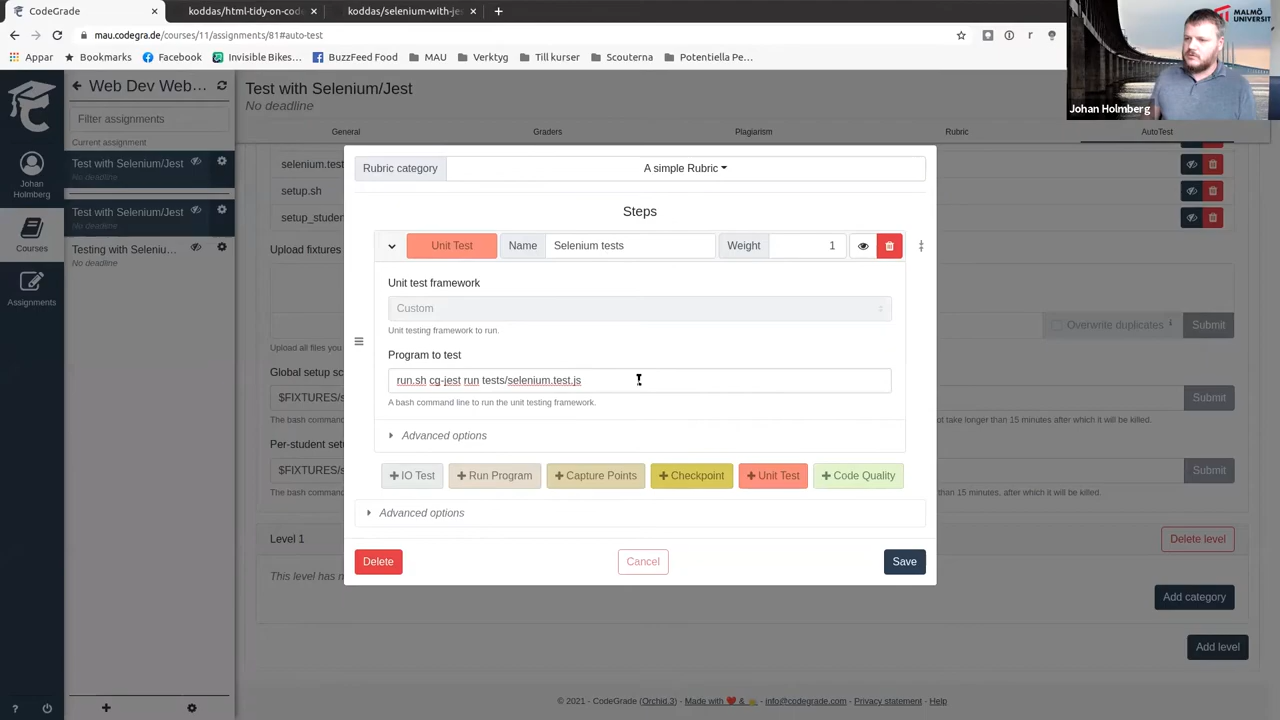 CodeGrade
koddas/html-tidy-on-code
koddas/selenium-with-jes
mau.codegra.de/courses/11/assignments/81#auto-test
Appar
Bookmarks
Facebook
Invisible Bikes…
BuzzFeed Food
MAU
Verktyg
Till kurser
Scouterna
Potentiella Pe…
MALMÖ
UNIVERSIT
Johan Holmberg
Web Dev Web…
Filter assignments
Current assignment
Test with Selenium/Jest
No deadline
Test with Selenium/Jest
No deadline
Testing with Seleniu…
No deadline
Johan
Holmberg
Courses
Assignments
Test with Selenium/Jest
No deadline
General
Graders
Plagiarism
Rubric
AutoTest
selenium.test
setup.sh
setup_studen
Upload fixtures
Overwrite duplicates
Submit
Upload all files you
Global setup sc
$FIXTURES/s
Submit
The bash comman
ot take longer than 15 minutes after which it will be killed.
Per-student setu
$FIXTURES/s
Submit
The bash comman
than 15 minutes, after which it will be killed.
Level 1
Delete level
This level has n
Add category
Add level
Rubric category
A simple Rubric
Steps
Unit Test
Name
Selenium tests
Weight
1
Unit test framework
Custom
Unit testing framework to run.
Program to test
run.sh cg-jest run tests/selenium.test.js
A bash command line to run the unit testing framework.
Advanced options
+ IO Test
+ Run Program
+ Capture Points
+ Checkpoint
+ Unit Test
+ Code Quality
Advanced options
Delete
Cancel
Save
© 2021 - CodeGrade (Orchid.3) — Made with ❤️ & 🍺 — info@codegrade.com — Privacy statement — Help